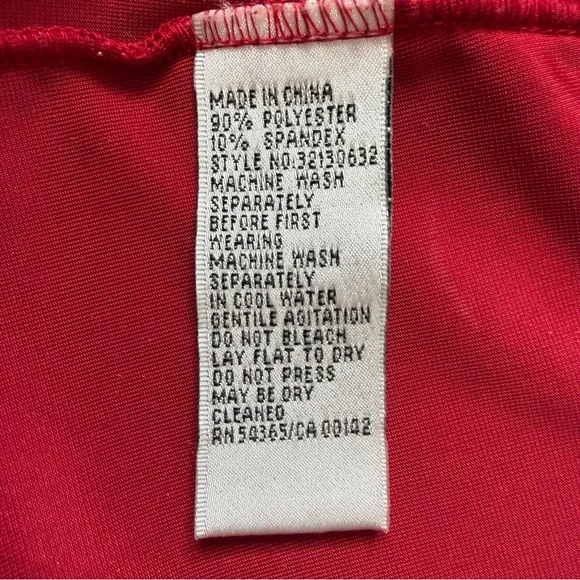 MADE IN CHINA
90% POLYESTER
10% SPANDEX
STYLE NO.32130632
MACHINE WASH
SEPARATELY
BEFORE FIRST
WEARING
MACHINE WASH
SEPARATELY
IN COOL WATER
GENTILE AGITATION
DO NOT BLEACH
LAY FLAT TO DRY
DO NOT PRESS
MAY BE DRY
CLEANED
RN 54365/CA 00142